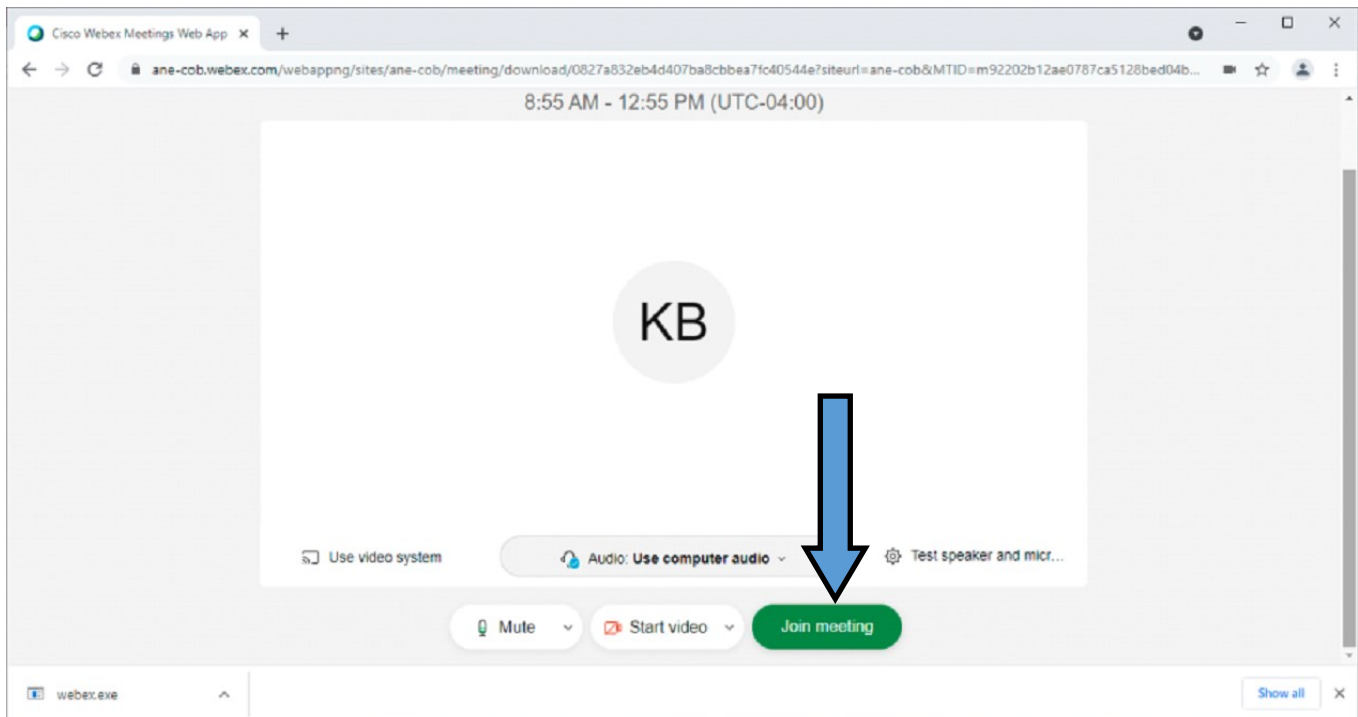 Cisco Webex Meetings Web App
ane-cob.webex.com/webappng/sites/ane-cob/meeting/download/0827a832eb4d407ba8cbbea7fc40544e?siteurl=ane-cob&MTID=m92202b12ae0787ca5128bed04b...
8:55 AM - 12:55 PM (UTC-04:00)
KB
Use video system Audio: Use computer audio Test speaker and micr...
Mute Start video Join meeting
webex.exe Show all